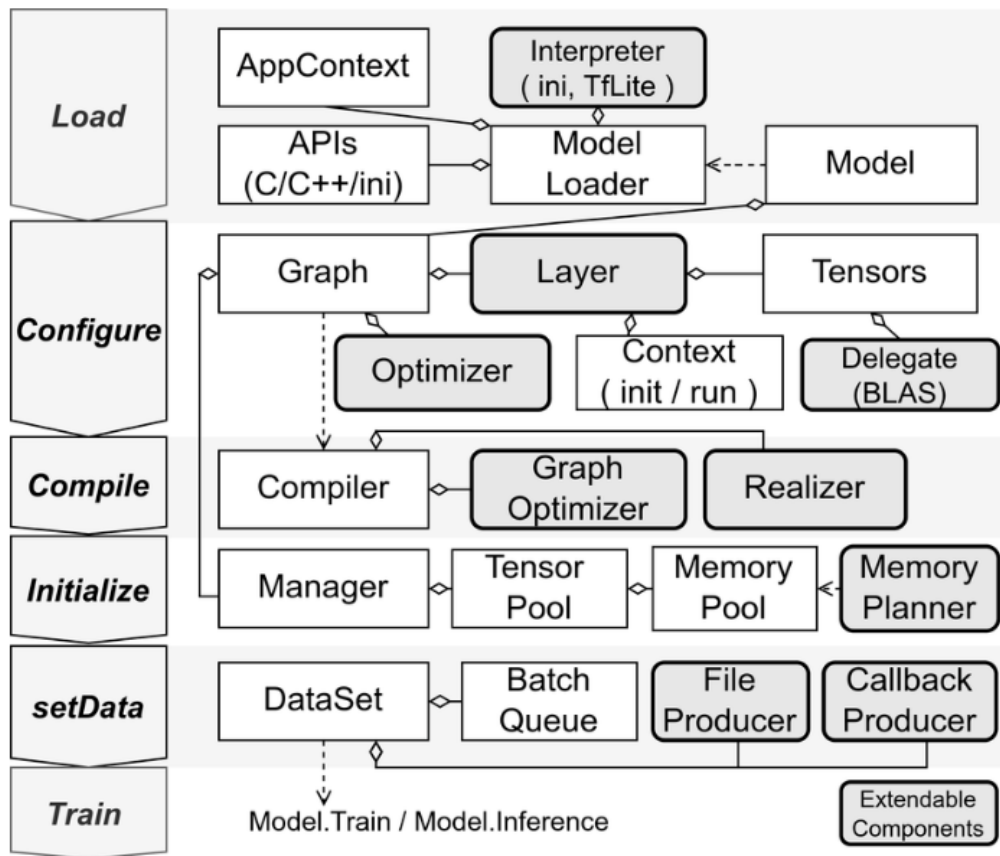 Load
AppContext
Interpreter
( ini, TfLite )
APIs
(C/C++/ini)
Model
Loader
Model
Configure
Graph
Layer
Tensors
Optimizer
Context
( init / run )
Delegate
(BLAS)
Compile
Compiler
Graph
Optimizer
Realizer
Initialize
Manager
Tensor
Pool
Memory
Pool
Memory
Planner
setData
DataSet
Batch
Queue
File
Producer
Callback
Producer
Train
Model.Train / Model.Inference
Extendable
Components